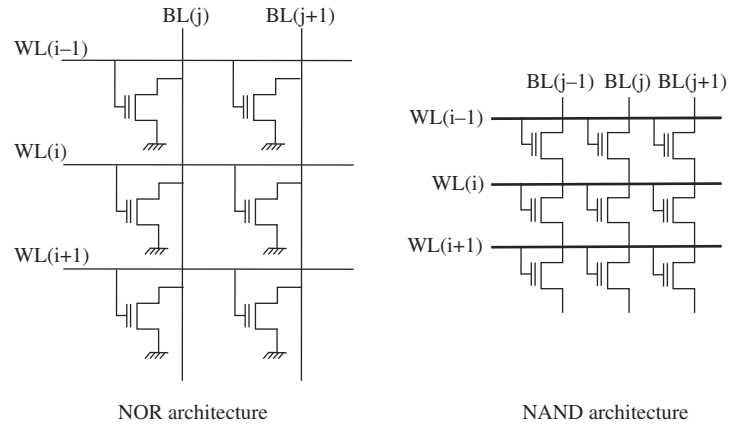 BL(j) BL(j+1)
WL(i–1)
WL(i)
WL(i+1)
NOR architecture
BL(j–1) BL(j) BL(j+1)
WL(i–1)
WL(i)
WL(i+1)
NAND architecture